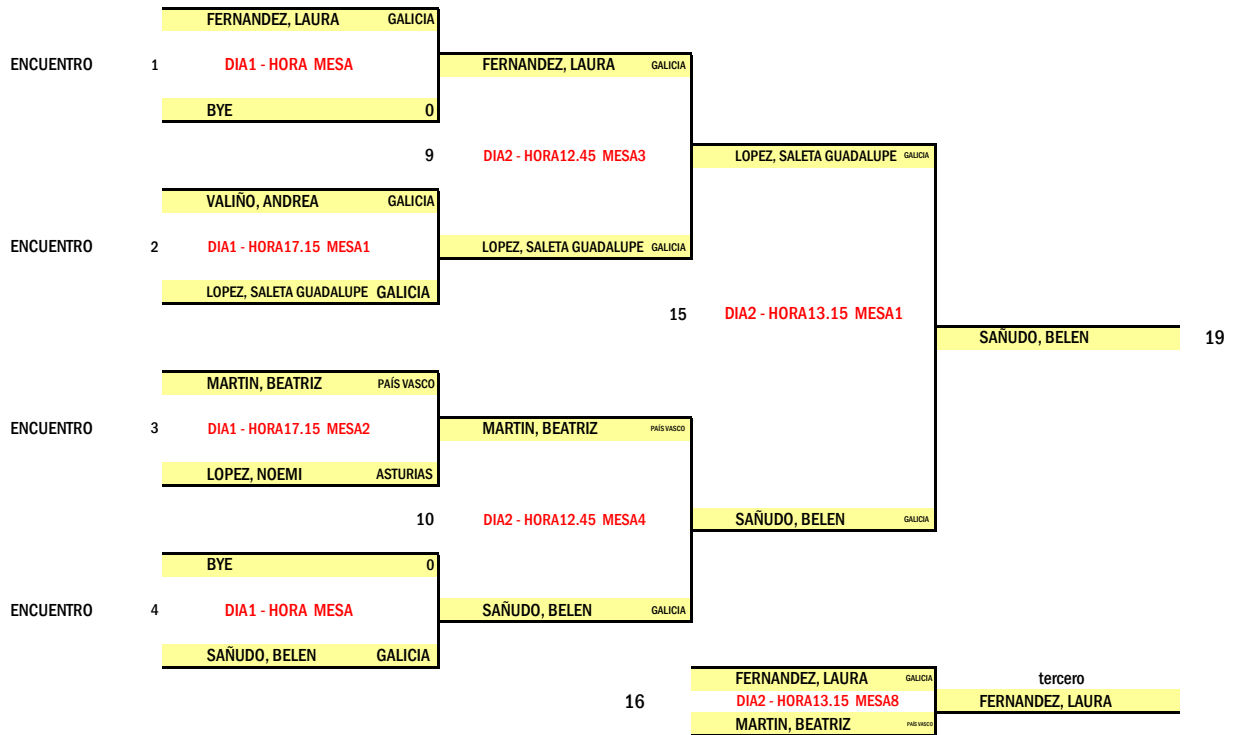 FERNANDEZ, LAURA GALICIA
ENCUENTRO 1 DIA1 - HORA MESA FERNANDEZ, LAURA GALICIA
BYE 0
9 DIA2 - HORA12.45 MESA3 LOPEZ, SALETA GUADALUPE GALICIA
VALIÑO, ANDREA GALICIA
ENCUENTRO 2 DIA1 - HORA17.15 MESA1 LOPEZ, SALETA GUADALUPE GALICIA
LOPEZ, SALETA GUADALUPE GALICIA
15 DIA2 - HORA13.15 MESA1
SAÑUDO, BELEN 19
MARTIN, BEATRIZ PAÍS VASCO
ENCUENTRO 3 DIA1 - HORA17.15 MESA2 MARTIN, BEATRIZ PAÍS VASCO
LOPEZ, NOEMI ASTURIAS
10 DIA2 - HORA12.45 MESA4 SAÑUDO, BELEN GALICIA
BYE 0
ENCUENTRO 4 DIA1 - HORA MESA SAÑUDO, BELEN GALICIA
SAÑUDO, BELEN GALICIA
FERNANDEZ, LAURA GALICIA tercero
16 DIA2 - HORA13.15 MESA8 FERNANDEZ, LAURA
MARTIN, BEATRIZ PAÍS VASCO